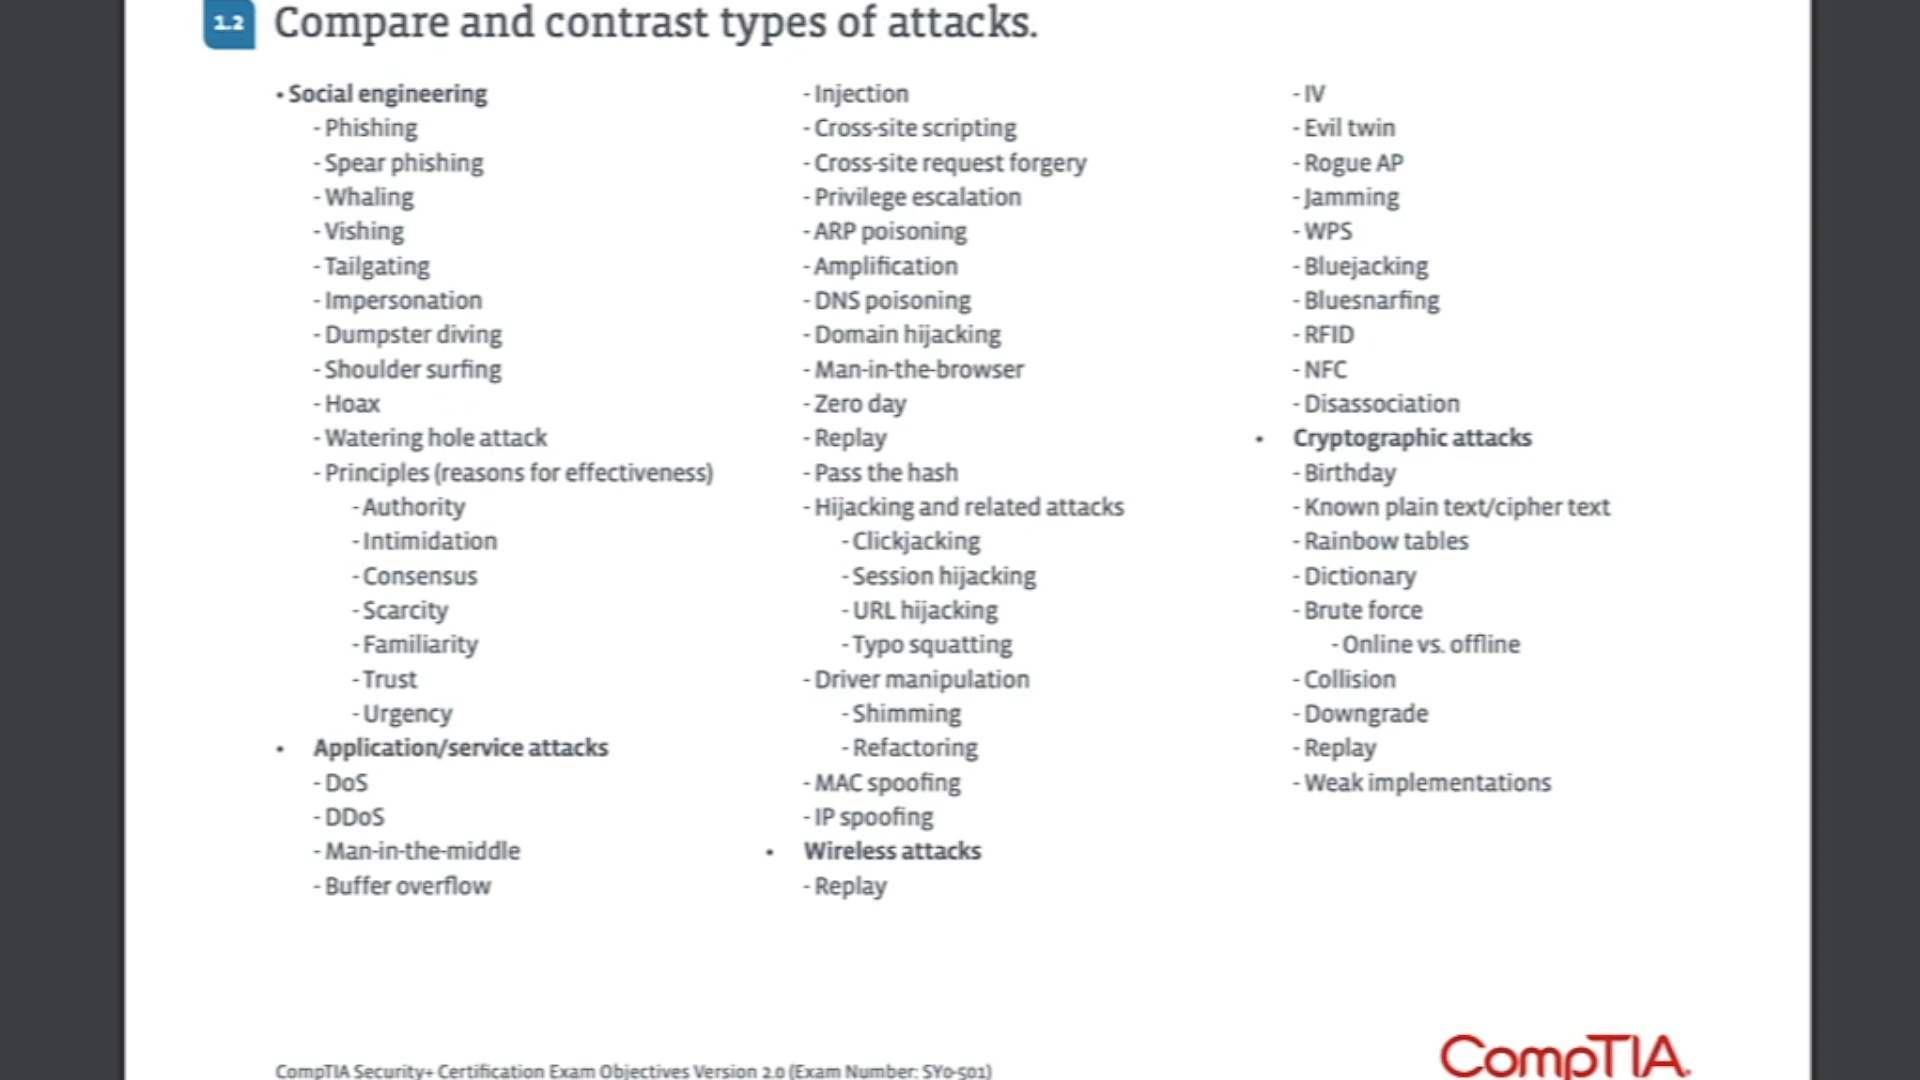 1.2 Compare and contrast types of attacks.
• Social engineering
- Phishing
- Spear phishing
- Whaling
- Vishing
- Tailgating
- Impersonation
- Dumpster diving
- Shoulder surfing
- Hoax
- Watering hole attack
- Principles (reasons for effectiveness)
- Authority
- Intimidation
- Consensus
- Scarcity
- Familiarity
- Trust
- Urgency
• Application/service attacks
- DoS
- DDoS
- Man-in-the-middle
- Buffer overflow
- Injection
- Cross-site scripting
- Cross-site request forgery
- Privilege escalation
- ARP poisoning
- Amplification
- DNS poisoning
- Domain hijacking
- Man-in-the-browser
- Zero day
- Replay
- Pass the hash
- Hijacking and related attacks
- Clickjacking
- Session hijacking
- URL hijacking
- Typo squatting
- Driver manipulation
- Shimming
- Refactoring
- MAC spoofing
- IP spoofing
• Wireless attacks
- Replay
- IV
- Evil twin
- Rogue AP
- Jamming
- WPS
- Bluejacking
- Bluesnarfing
- RFID
- NFC
- Disassociation
• Cryptographic attacks
- Birthday
- Known plain text/cipher text
- Rainbow tables
- Dictionary
- Brute force
- Online vs. offline
- Collision
- Downgrade
- Replay
- Weak implementations
CompTIA Security+ Certification Exam Objectives Version 2.0 (Exam Number: SY0-501)
CompTIA.